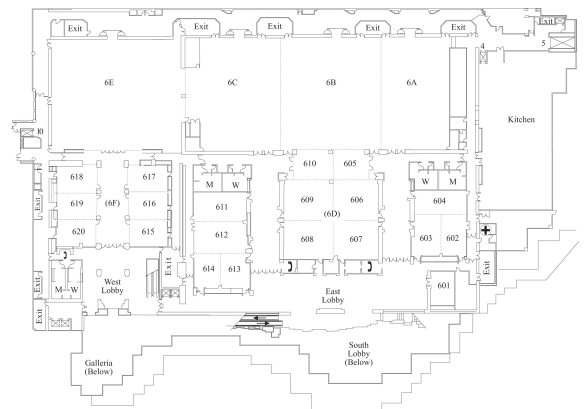 Exit
Exit
Exit
Exit
Exit
Exit
4
5
6E
6C
6B
6A
Kitchen
10
618
617
M
W
610
605
W
M
619
(6F)
616
611
609
606
604
Exit
(6D)
620
615
612
608
607
603
602
Exit
614
613
Exit
Exit
M
W
West
Lobby
East
Lobby
601
Exit
Galleria
(Below)
South
Lobby
(Below)